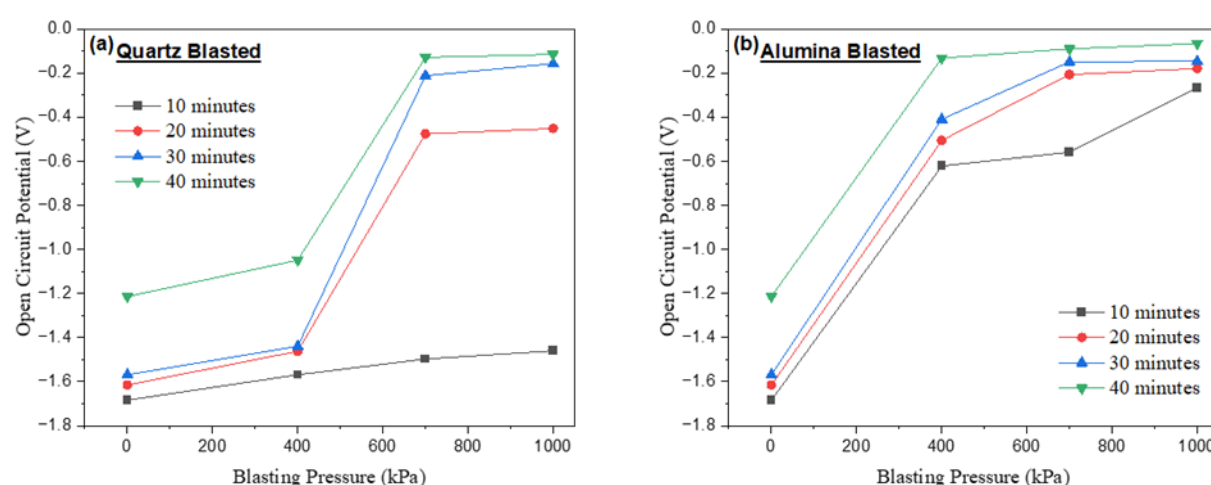 (a) Quartz Blasted
10 minutes
20 minutes
30 minutes
40 minutes
Open Circuit Potential (V)
0.0
−0.2
−0.4
−0.6
−0.8
−1.0
−1.2
−1.4
−1.6
−1.8
0 200 400 600 800 1000
Blasting Pressure (kPa)
(b) Alumina Blasted
10 minutes
20 minutes
30 minutes
40 minutes
Open Circuit Potential (V)
0.0
−0.2
−0.4
−0.6
−0.8
−1.0
−1.2
−1.4
−1.6
−1.8
0 200 400 600 800 1000
Blasting Pressure (kPa)